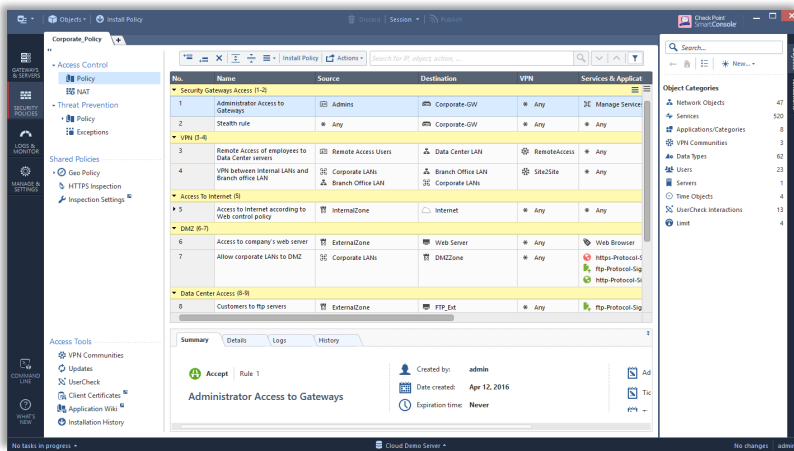 Objects
Install Policy
Discard
Session
Publish
Check Point
SmartConsole
Corporate_Policy
GATEWAYS
& SERVERS
SECURITY
POLICIES
LOGS &
MONITOR
MANAGE &
SETTINGS
COMMAND
LINE
WHAT'S
NEW
Access Control
Policy
NAT
Threat Prevention
Policy
Exceptions
Shared Policies
Geo Policy
HTTPS Inspection
Inspection Settings
Access Tools
VPN Communities
Updates
UserCheck
Client Certificates
Application Wiki
Installation History
Install Policy
Actions
Search for IP, object, action, ...
No. Name Source Destination VPN Services & Applicat
Security Gateways Access (1-2)
1 Administrator Access to Gateways Admins Corporate-GW Any Manage Services
2 Stealth rule Any Corporate-GW Any Any
VPN (3-4)
3 Remote Access of employees to Data Center servers Remote Access Users Data Center LAN RemoteAccess Any
4 VPN between Internal LANs and Branch office LAN Corporate LANs Branch Office LAN Site2Site Any
Branch Office LAN Corporate LANs
Access To Internet (5)
5 Access to Internet according to Web control policy InternalZone Internet Any Any
DMZ (6-7)
6 Access to company's web server ExternalZone Web Server Any Web Browser
7 Allow corporate LANs to DMZ Corporate LANs DMZZone Any https-Protocol-S
ftp-Protocol-Sig
http-Protocol-Sig
Data Center Access (8-9)
8 Customers to ftp servers ExternalZone FTP_Ext Any ftp-Protocol-Sig
Summary
Details
Logs
History
Accept
Rule 1
Administrator Access to Gateways
Created by: admin
Date created: Apr 12, 2016
Expiration time: Never
Ad
Tic
Search...
New...
Object Categories
Network Objects 47
Services 520
Applications/Categories 8
VPN Communities 3
Data Types 62
Users 23
Servers 1
Time Objects 4
UserCheck Interactions 13
Limit 4
No tasks in progress
Cloud Demo Server
No changes
admin